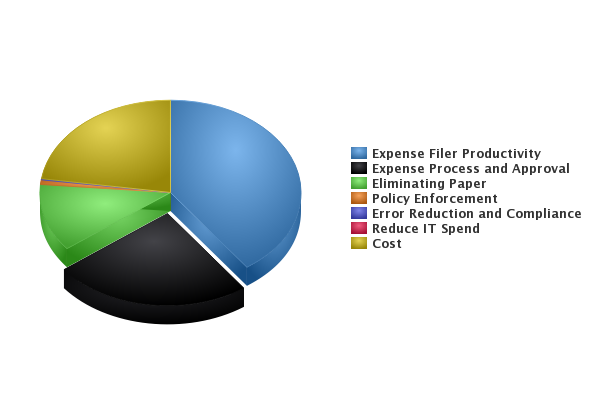 Expense Filer Productivity
Expense Process and Approval
Eliminating Paper
Policy Enforcement
Error Reduction and Compliance
Reduce IT Spend
Cost